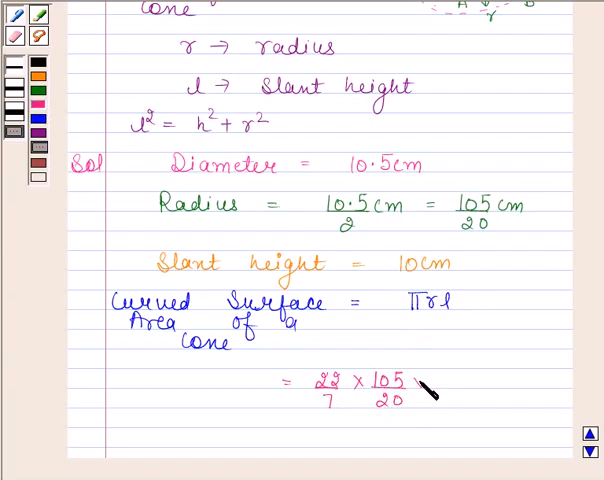 cone
A r B
r → radius
l → Slant height
l² = h² + r²
Sol Diameter = 10.5cm
Radius = 10.5/2 cm = 105/20 cm
Slant height = 10cm
Curved Surface = πrl
Area of a
Cone
= 22/7 × 105/20 ×